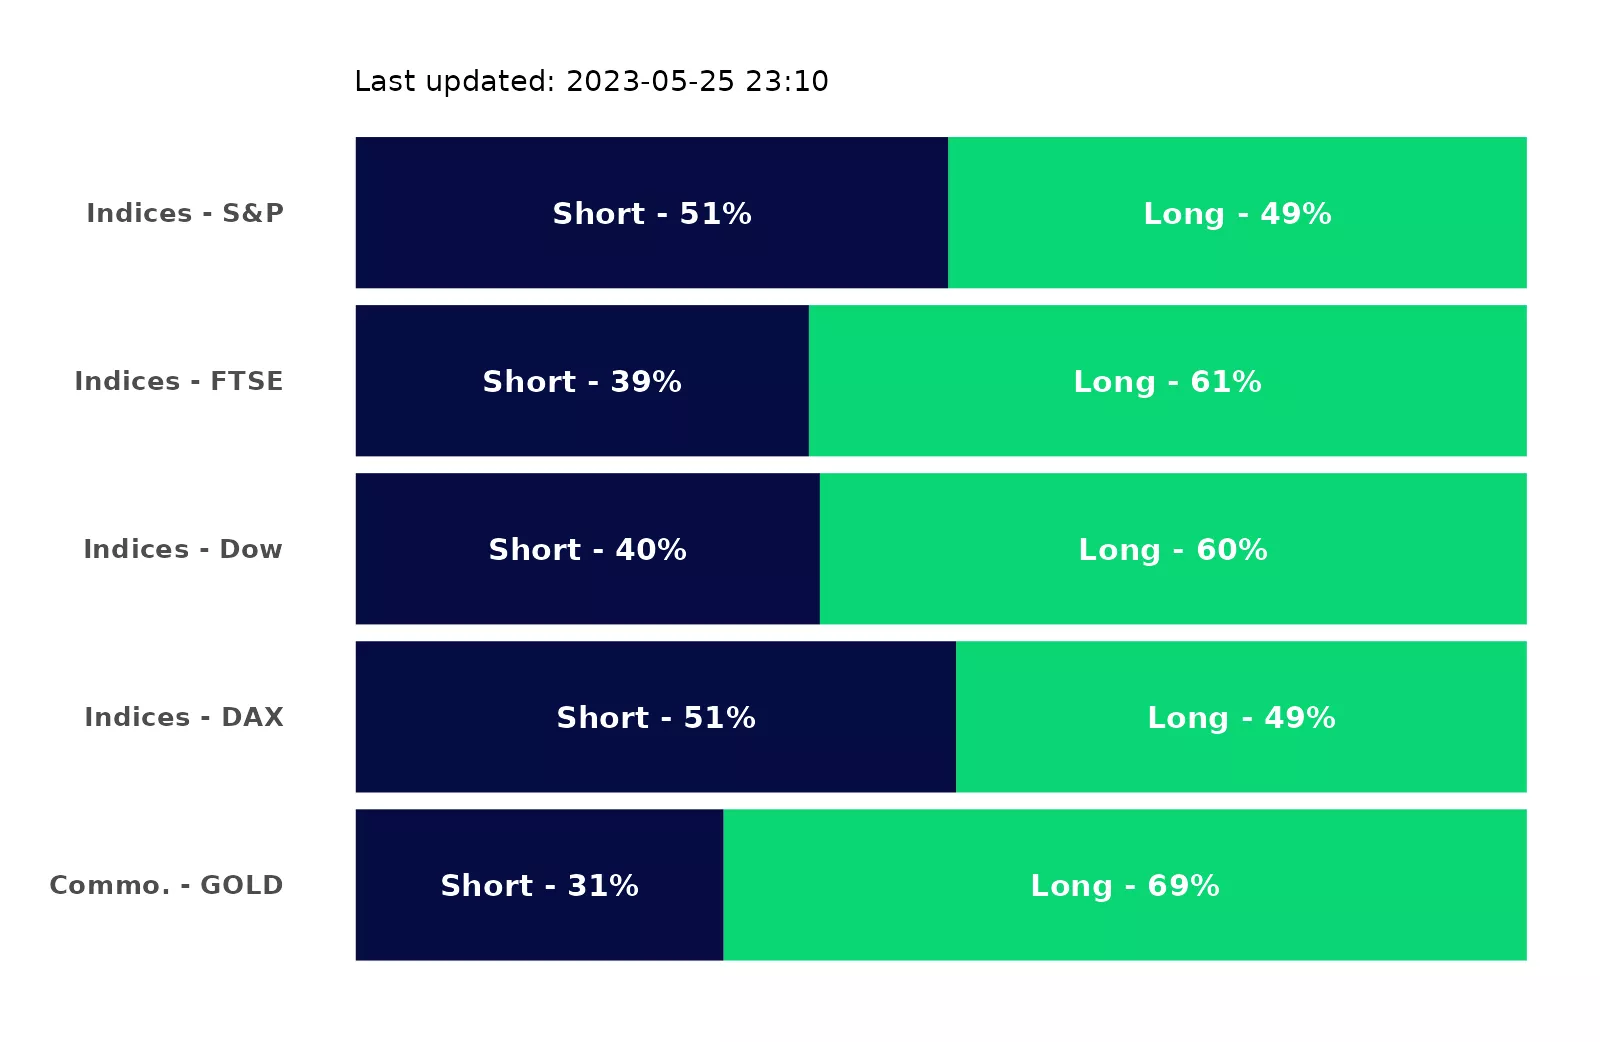 Last updated: 2023-05-25 23:10
Indices - S&P Short - 51% Long - 49%
Indices - FTSE Short - 39% Long - 61%
Indices - Dow Short - 40% Long - 60%
Indices - DAX Short - 51% Long - 49%
Commo. - GOLD Short - 31% Long - 69%